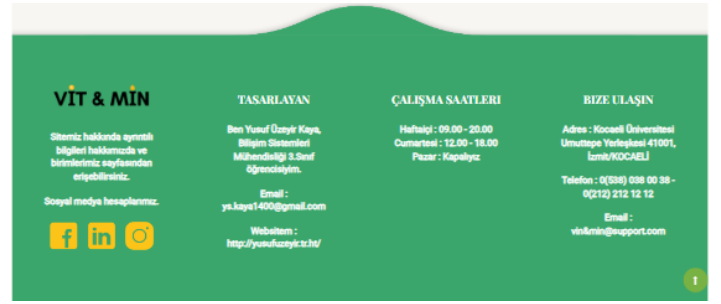 VİT & MİN
Sitemiz hakkında ayrıntılı
bilgileri hakkımızda ve
birimlerimiz sayfasından
erişebilirsiniz.
Sosyal medya hesaplarımız.
TASARLAYAN
Ben Yusuf Üzeyir Kaya,
Bilişim Sistemleri
Mühendisliği 3.Sınıf
öğrencisiyim.
Email :
ys.kaya1400@gmail.com
Websitem :
http://yusufuzeyir.tr.ht/
ÇALIŞMA SAATLERI
Haftaiçi : 09.00 - 20.00
Cumartesi : 12.00 - 18.00
Pazar : Kapalıyız
BIZE ULAŞIN
Adres : Kocaeli Üniversitesi
Umuttepe Yerleşkesi 41001,
İzmit/KOCAELİ
Telefon : 0(538) 038 00 38 -
0(212) 212 12 12
Email :
vin&min@support.com